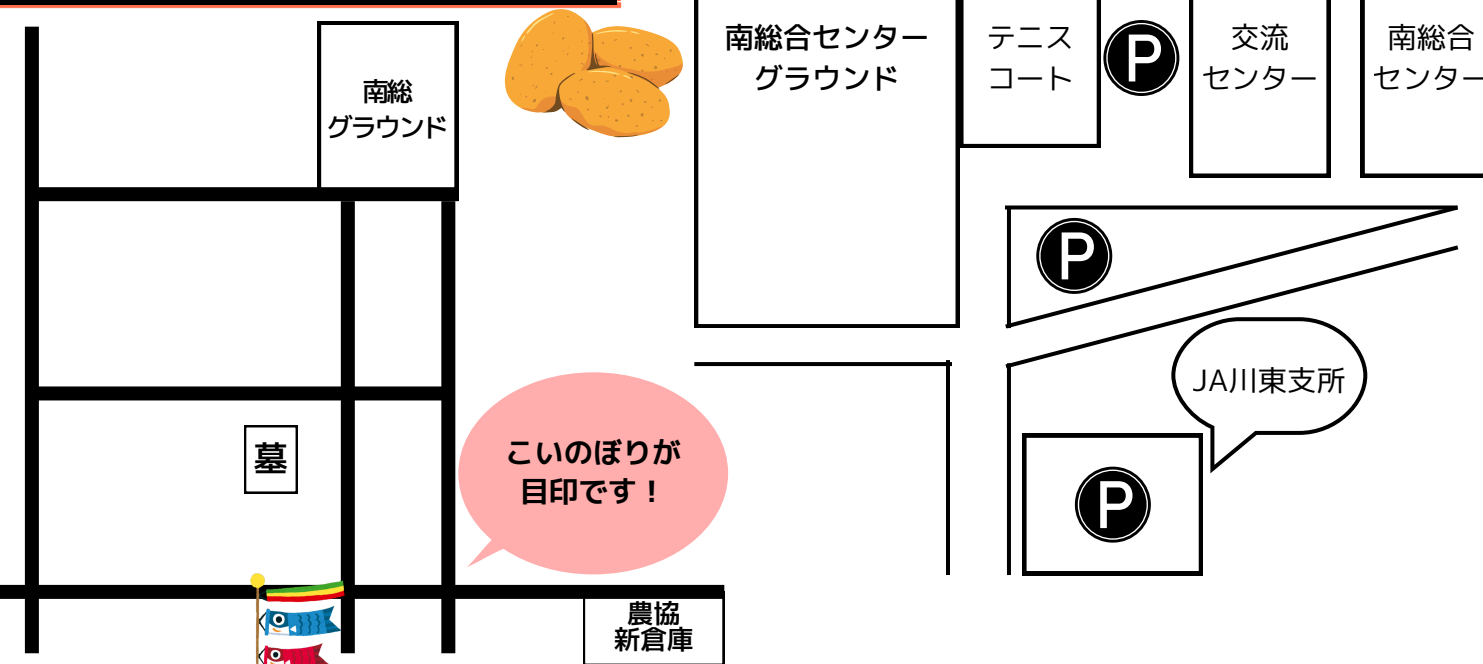 南総
グラウンド
南総合センター
グラウンド
テニス
コート
P
交流
センター
南総合
センター
P
JA川東支所
P
墓
こいのぼりが
目印です！
農協
新倉庫